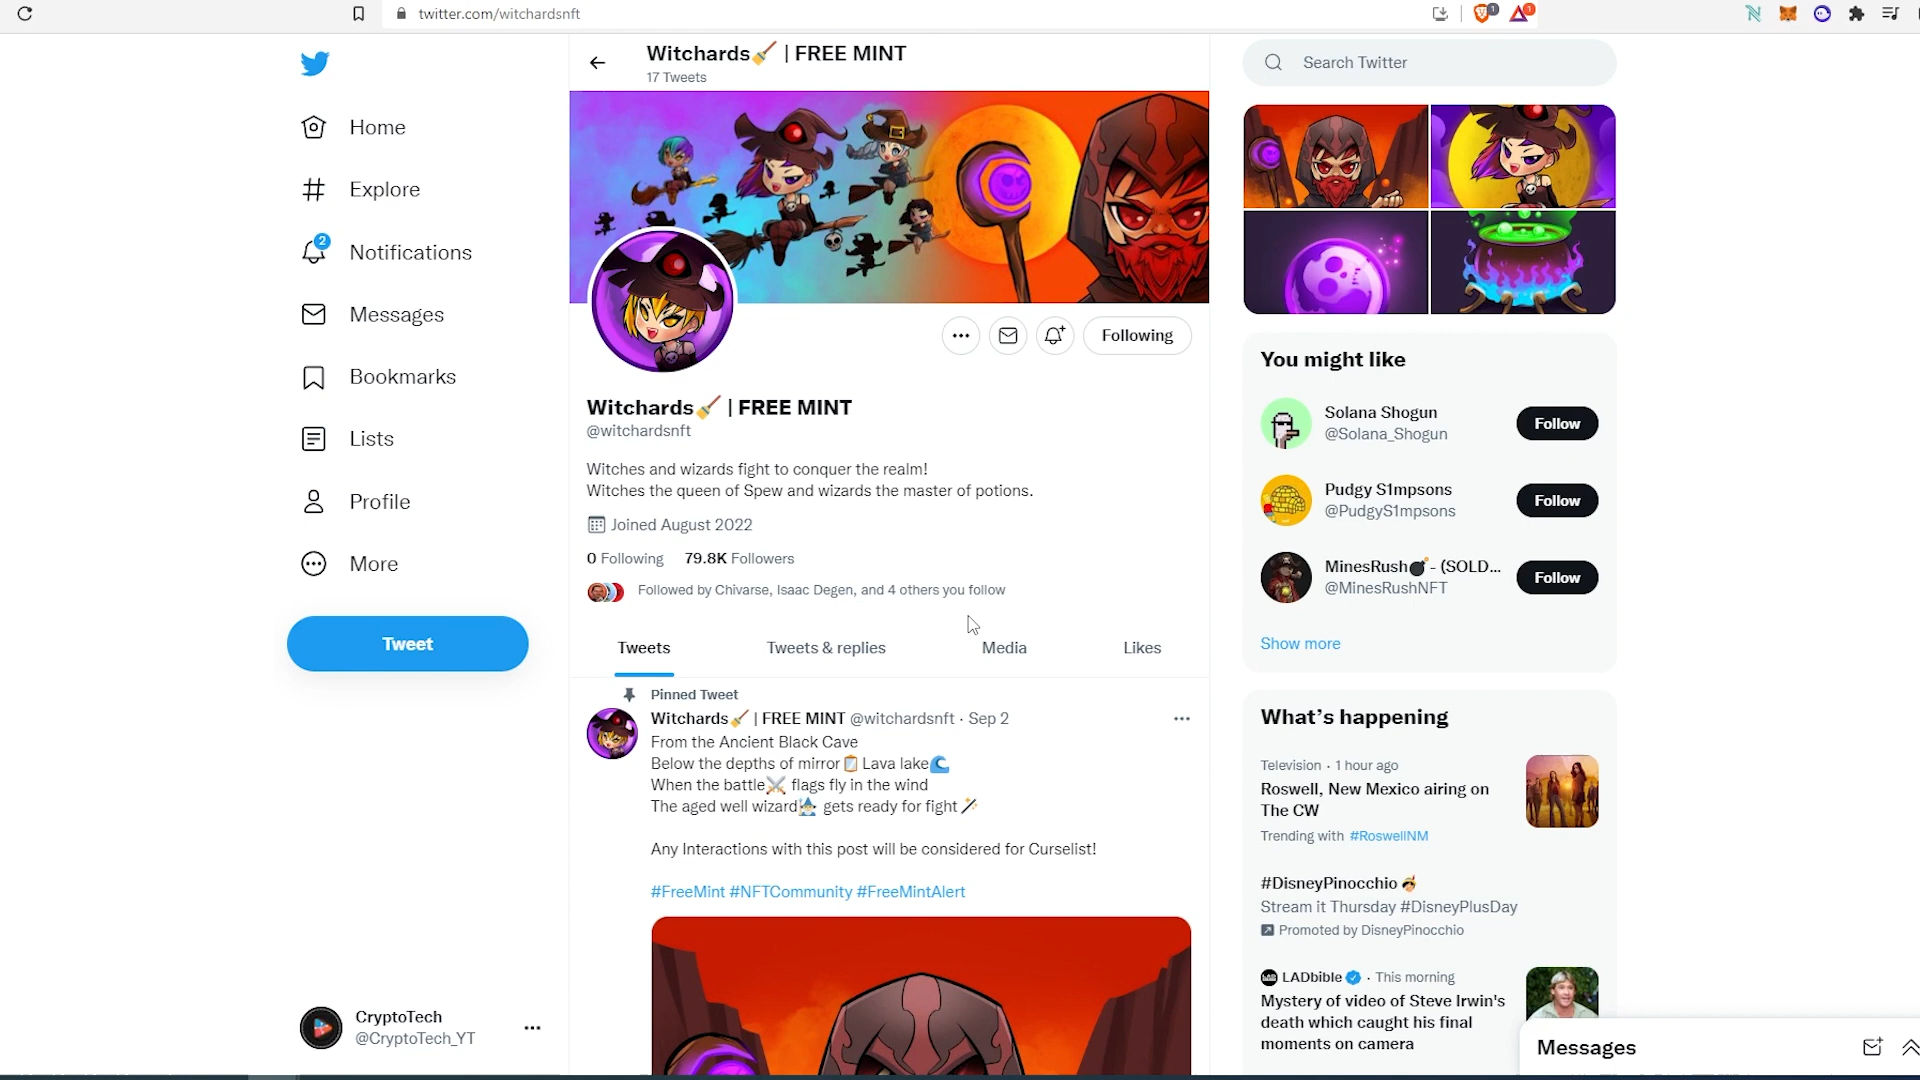 twitter.com/witchardsnft
1
1
Witchards🧹 | FREE MINT
17 Tweets
Search Twitter
Home
Explore
2
Notifications
Messages
Bookmarks
Lists
Profile
More
Tweet
Following
Witchards🧹 | FREE MINT
@witchardsnft
Witches and wizards fight to conquer the realm!
Witches the queen of Spew and wizards the master of potions.
Joined August 2022
0 Following 79.8K Followers
Followed by Chivarse, Isaac Degen, and 4 others you follow
Tweets Tweets & replies Media Likes
Pinned Tweet
Witchards🧹 | FREE MINT @witchardsnft · Sep 2
From the Ancient Black Cave
Below the depths of mirror🪞 Lava lake🌊
When the battle⚔️ flags fly in the wind
The aged well wizard🧙‍♂️ gets ready for fight🪄
Any Interactions with this post will be considered for Curselist!
#FreeMint #NFTCommunity #FreeMintAlert
You might like
Solana Shogun
@Solana_Shogun
Follow
Pudgy S1mpsons
@PudgyS1mpsons
Follow
MinesRush💣 - (SOLD...
@MinesRushNFT
Follow
Show more
What's happening
Television · 1 hour ago
Roswell, New Mexico airing on
The CW
Trending with #RoswellNM
#DisneyPinocchio
Stream it Thursday #DisneyPlusDay
Promoted by DisneyPinocchio
LADbible · This morning
Mystery of video of Steve Irwin's
death which caught his final
moments on camera
CryptoTech
@CryptoTech_YT
Messages